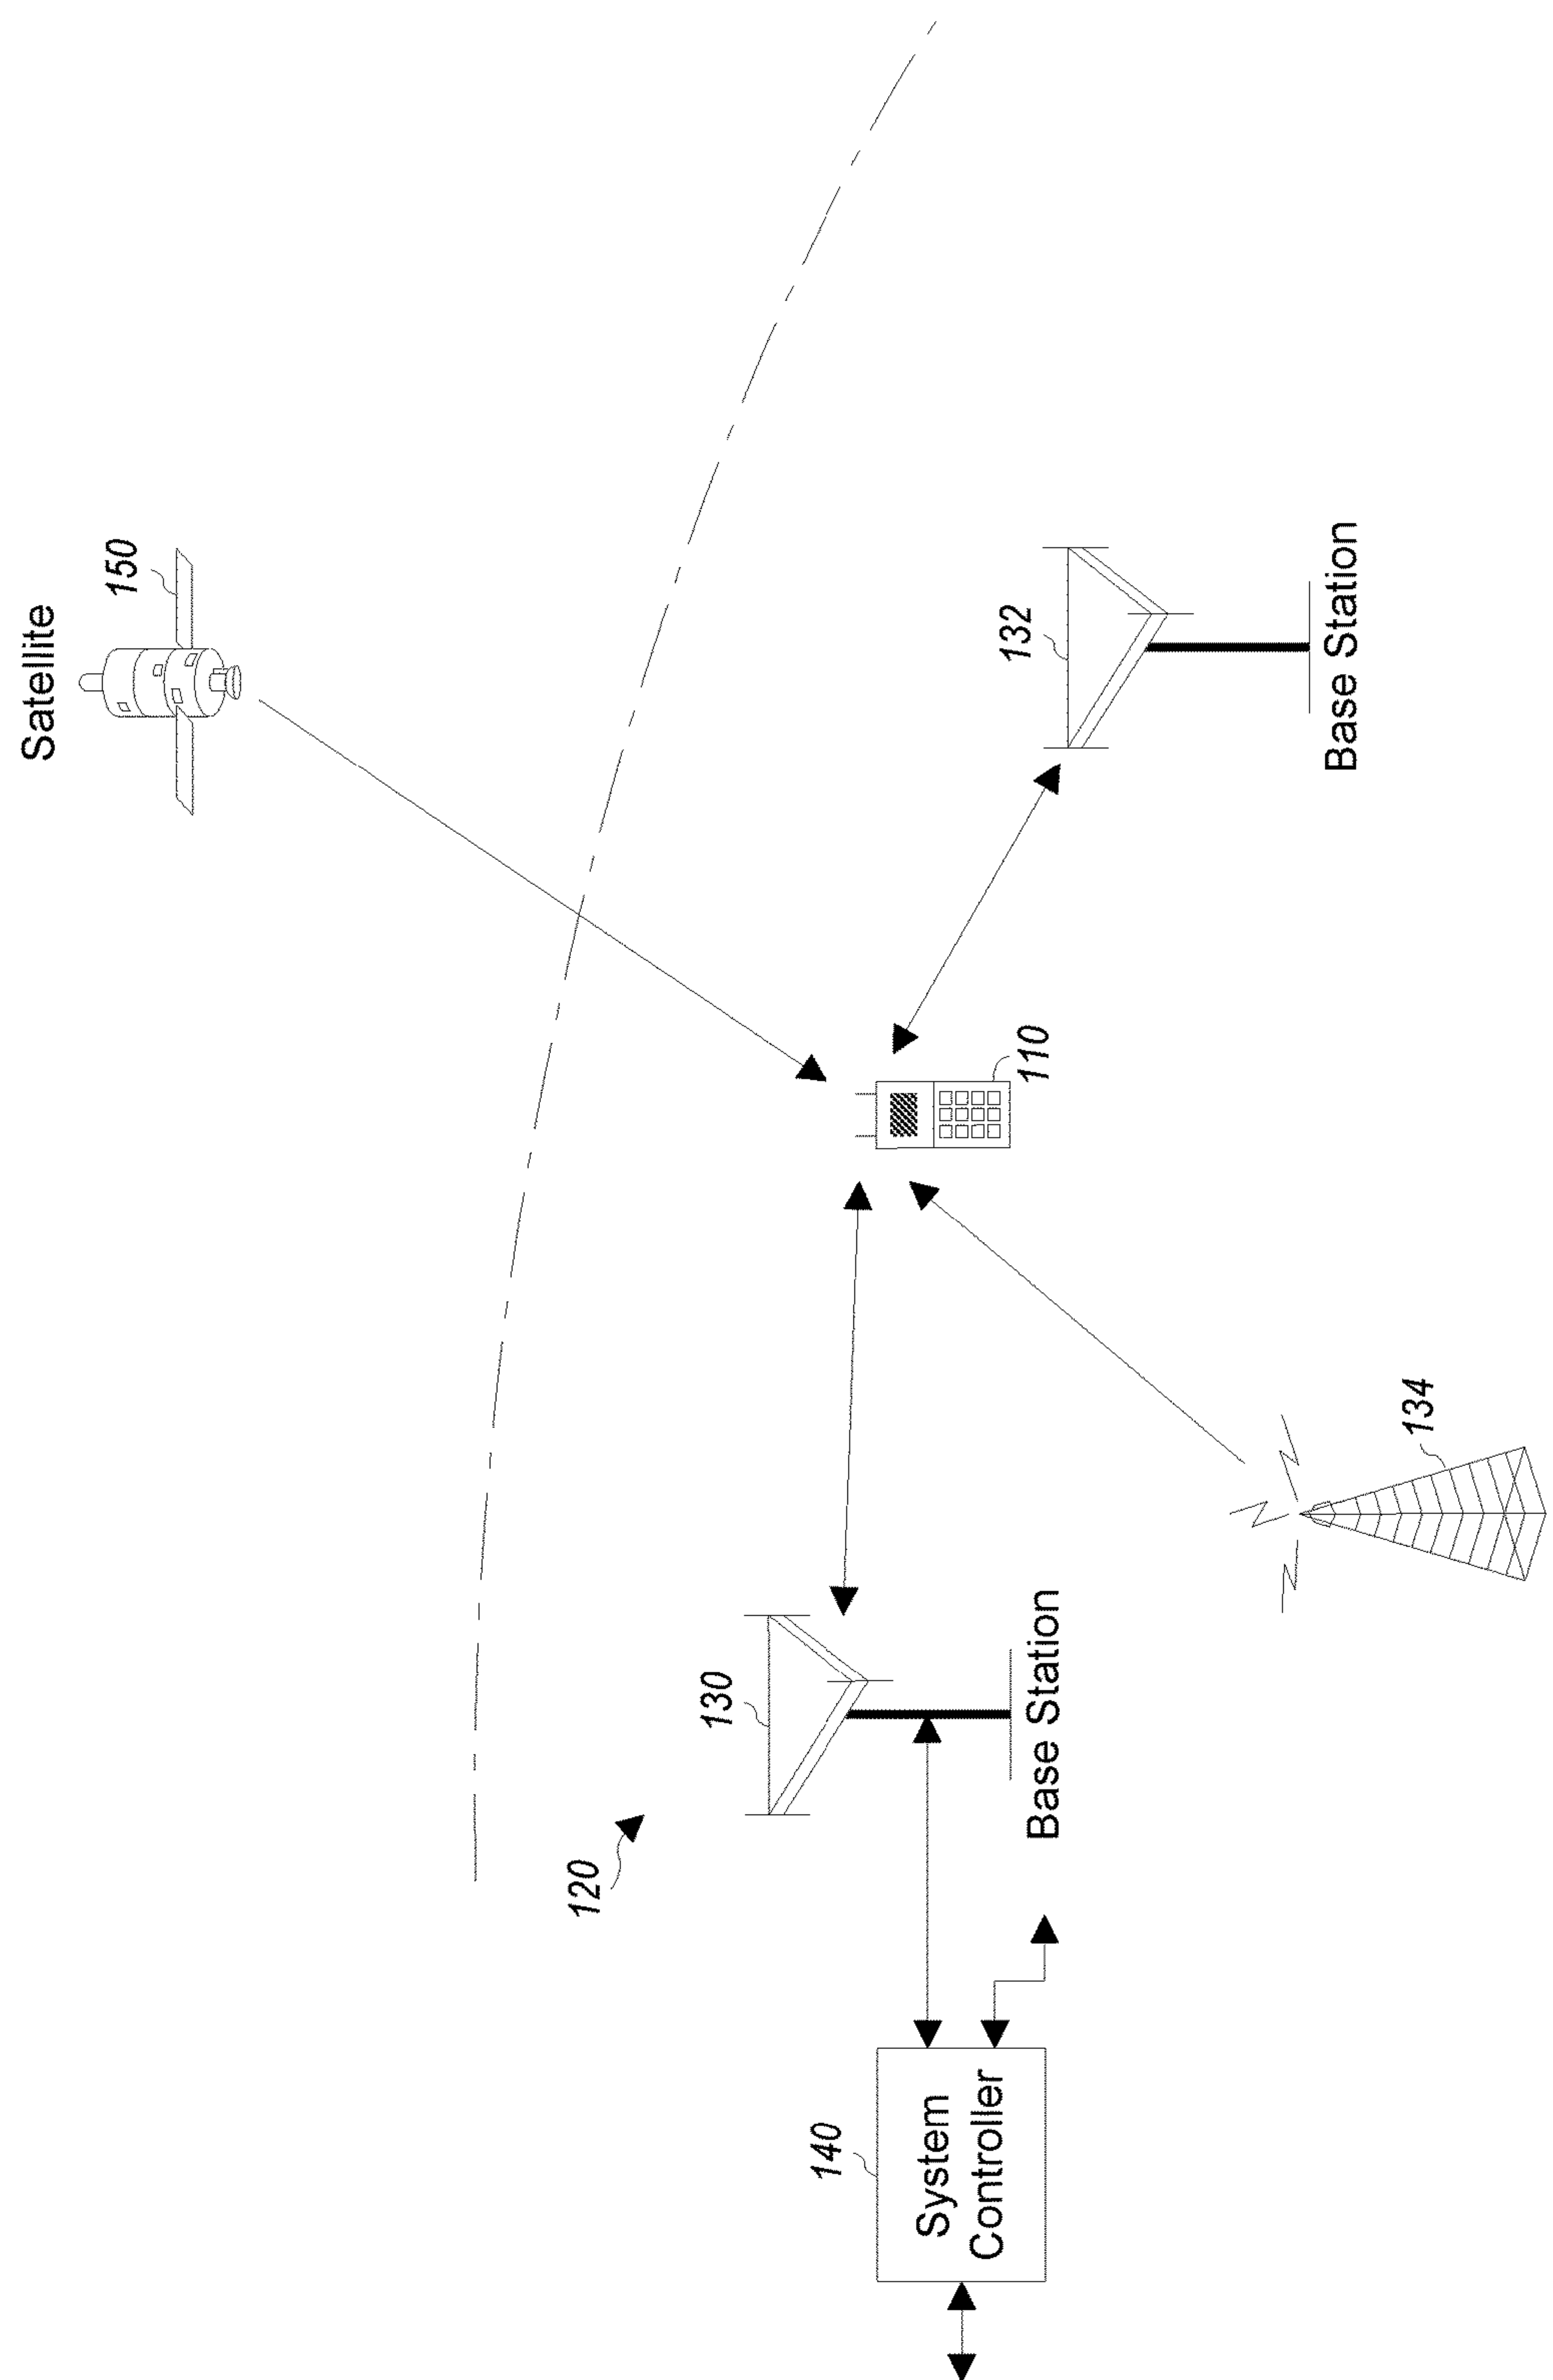 Satellite
150
120
130
132
110
140
System
Controller
Base Station
134
Base Station